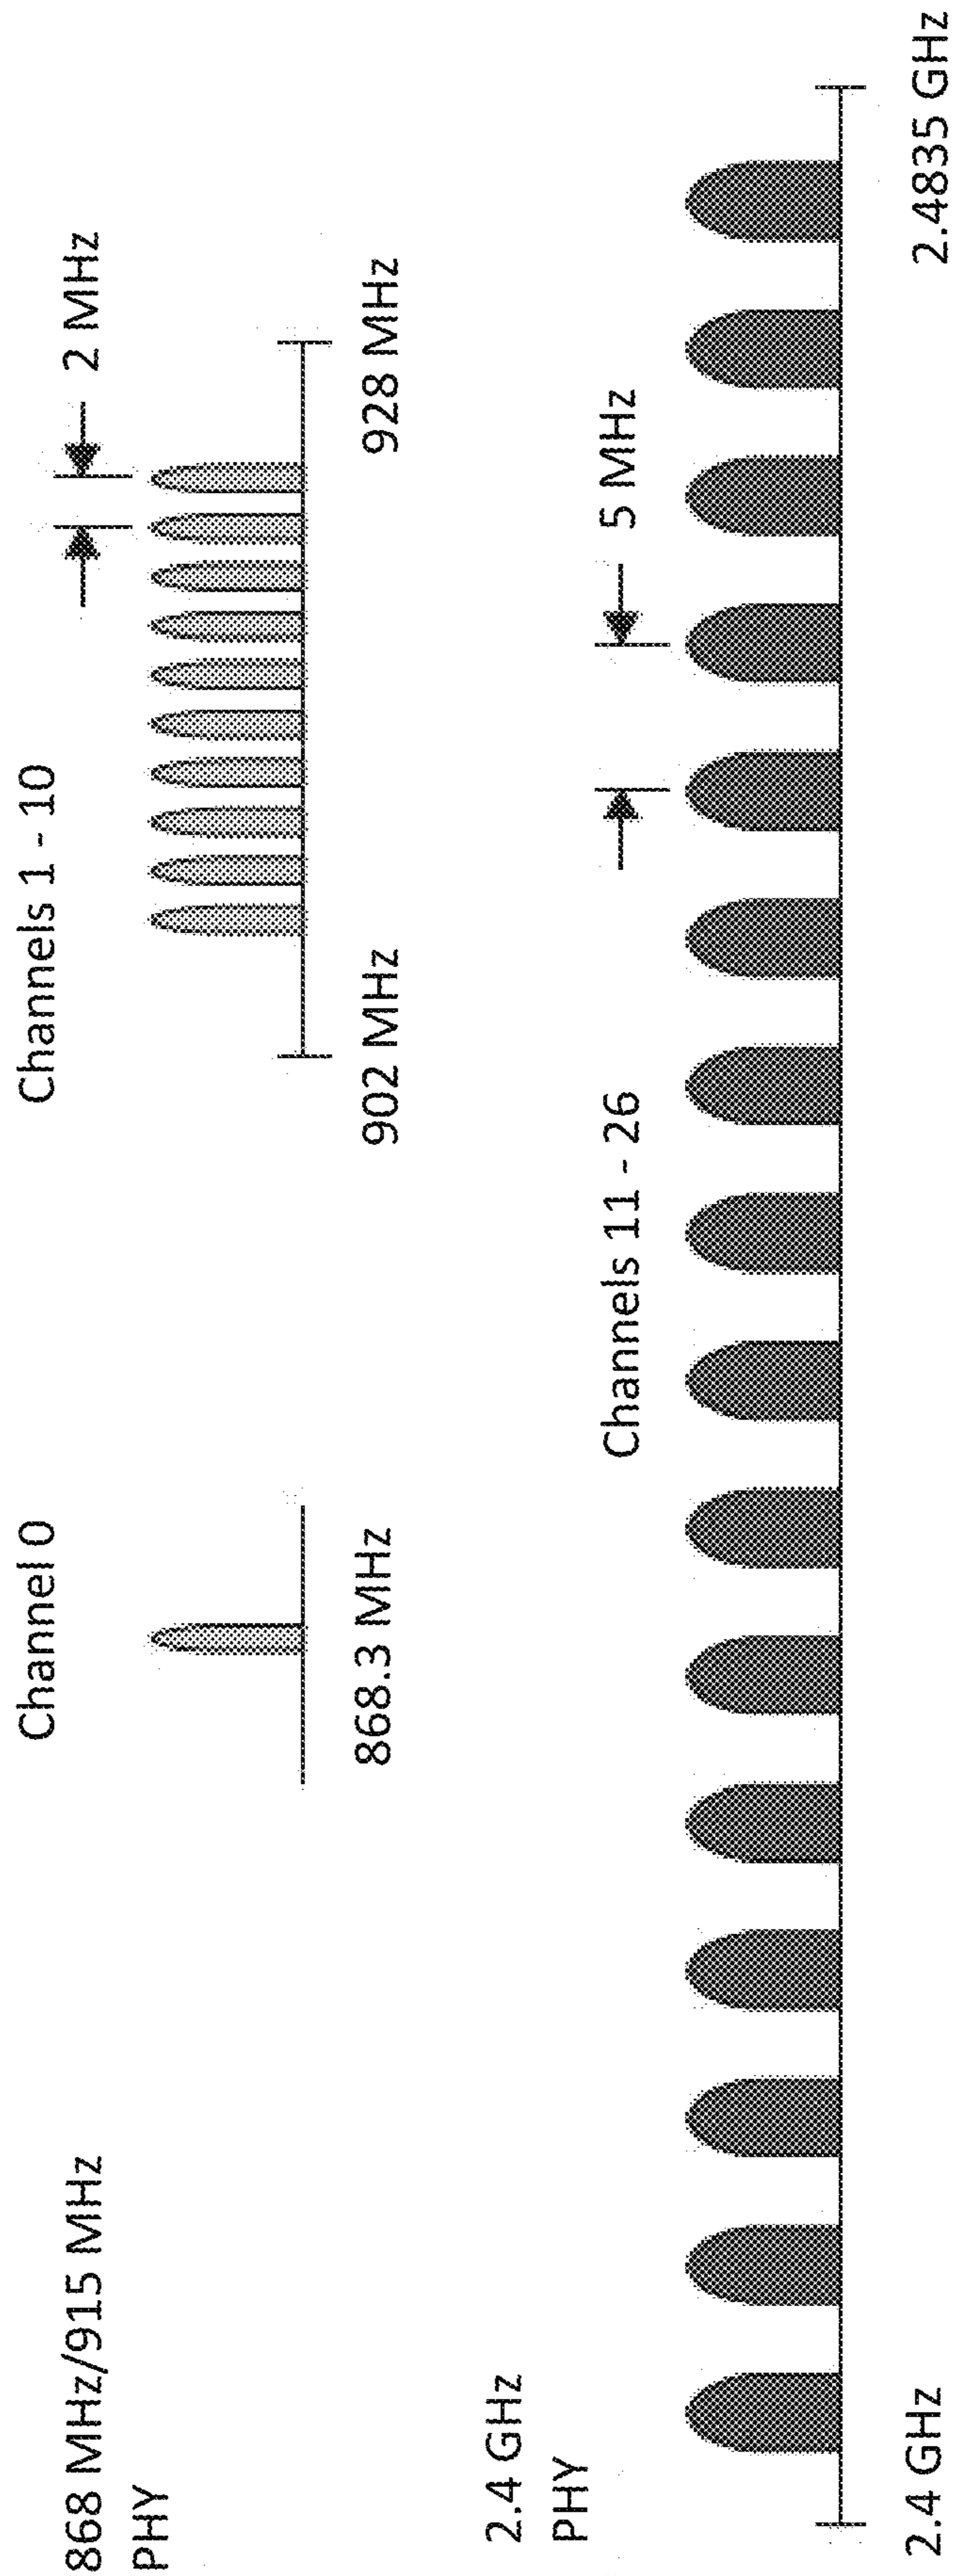 868 MHz/915 MHz
PHY
Channel 0
Channels 1 - 10
2 MHz
868.3 MHz
902 MHz
928 MHz
2.4 GHz
PHY
Channels 11 - 26
5 MHz
2.4 GHz
2.4835 GHz